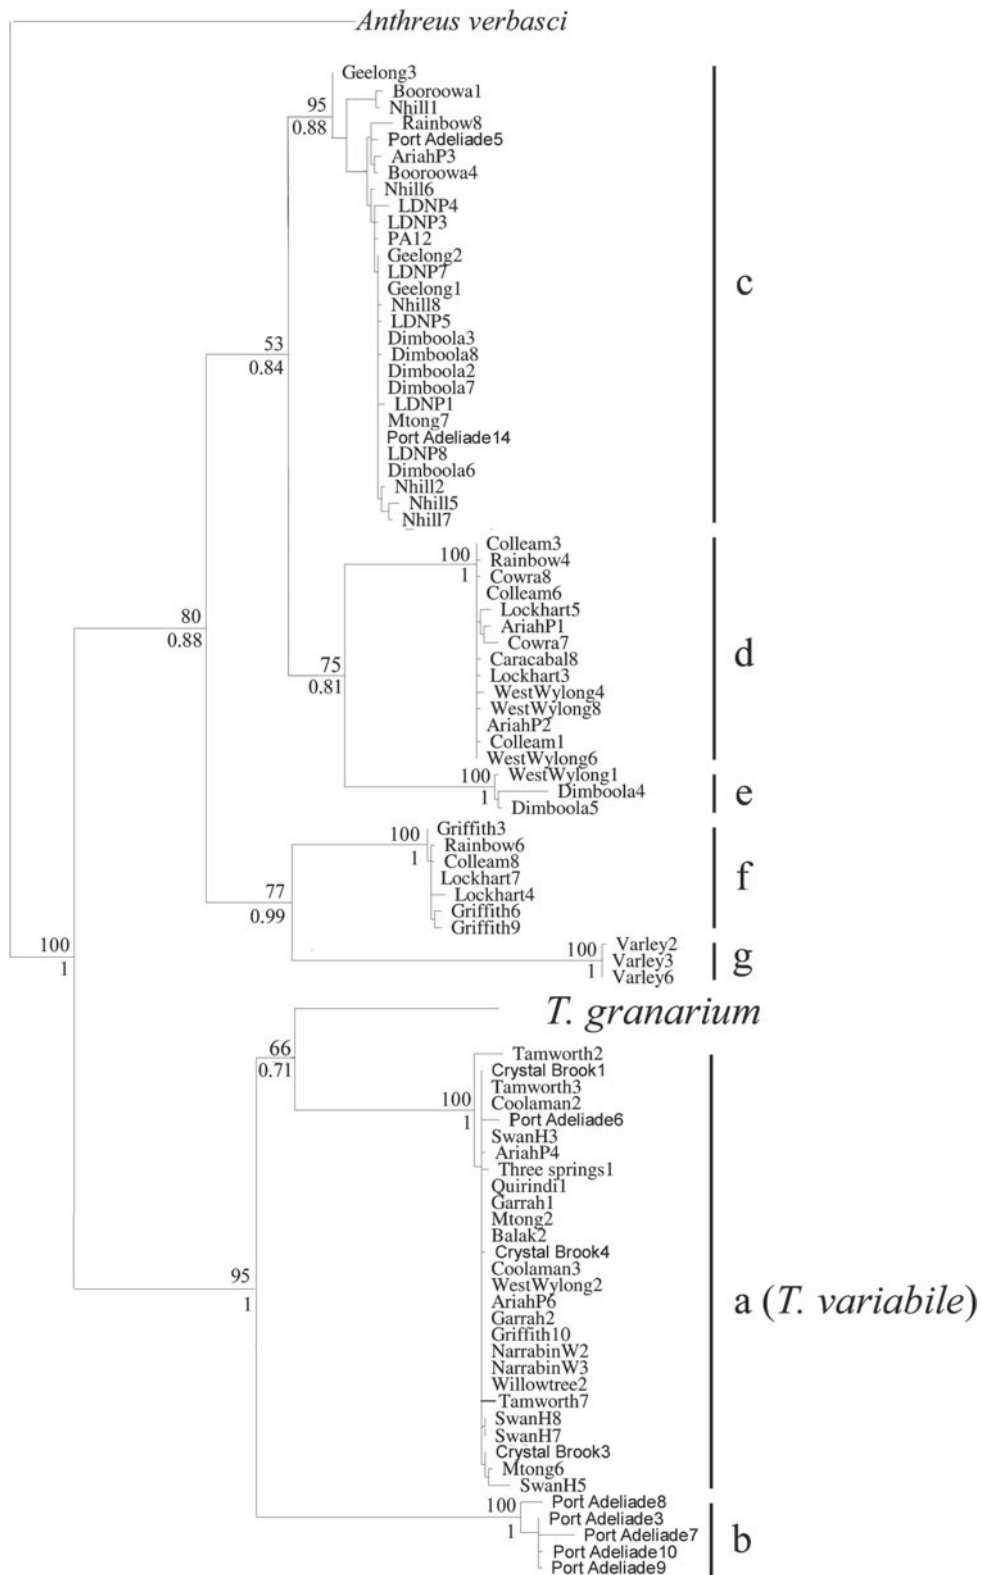 Anthreus verbasci
Geelong3
Booroowa1
95
Nhill1
0.88
Rainbow8
Port Adeliade5
AriahP3
Booroowa4
Nhill6
LDNP4
LDNP3
PA12
Geelong2
LDNP7
Geelong1
c
Nhill8
LDNP5
Dimboola3
53
Dimboola8
0.84
Dimboola2
Dimboola7
LDNP1
Mtong7
Port Adeliade14
LDNP8
Dimboola6
Nhill2
Nhill5
Nhill7
Colleam3
100
Rainbow4
1
Cowra8
Colleam6
Lockhart5
80
AriahP1
0.88
Cowra7
d
75
Caracabal8
0.81
Lockhart3
WestWylong4
WestWylong8
AriahP2
Colleam1
WestWylong6
100
WestWylong1
1
Dimboola4
e
Dimboola5
Griffith3
100
Rainbow6
1
Colleam8
Lockhart7
f
77
Lockhart4
0.99
Griffith6
Griffith9
100
100
Varley2
1
1
Varley3
g
Varley6
T. granarium
66
Tamworth2
0.71
Crystal Brook1
Tamworth3
100
Coolaman2
1
Port Adeliade6
SwanH3
AriahP4
Three springs1
Quirindi1
Garrah1
Mtong2
Balak2
Crystal Brook4
95
Coolaman3
1
WestWylong2
AriahP6
a (T. variabile)
Garrah2
Griffith10
NarrabinW2
NarrabinW3
Willowtree2
Tamworth7
SwanH8
SwanH7
Crystal Brook3
Mtong6
SwanH5
100
Port Adeliade8
1
Port Adeliade3
Port Adeliade7
b
Port Adeliade10
Port Adeliade9